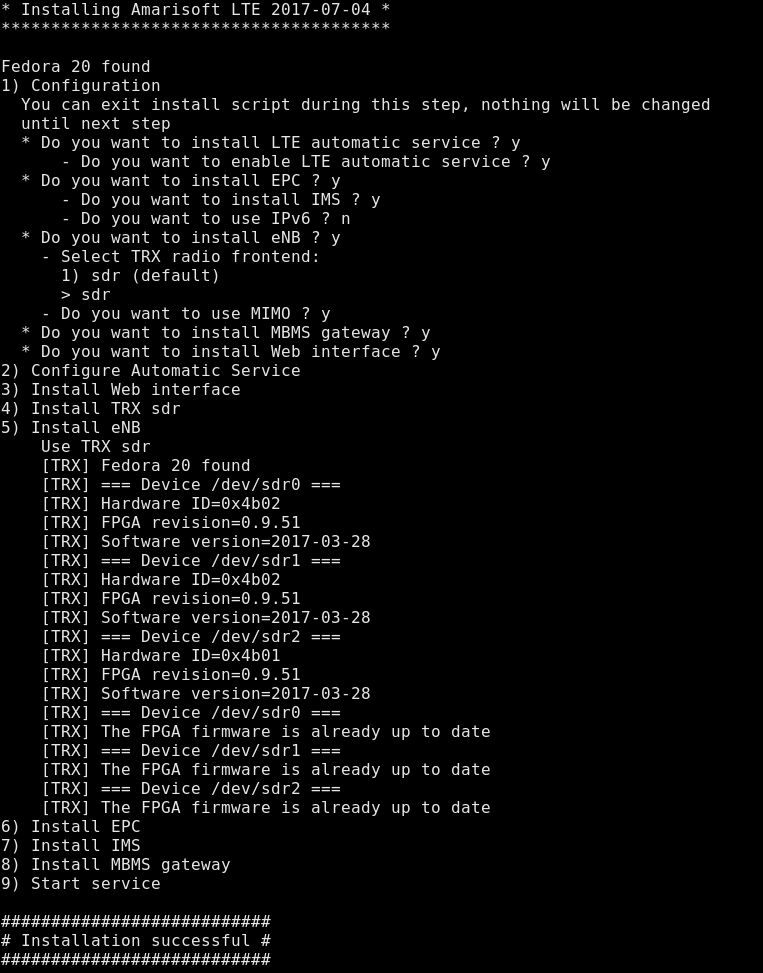 * Installing Amarisoft LTE 2017-07-04 *
***************************************

Fedora 20 found
1) Configuration
  You can exit install script during this step, nothing will be changed
  until next step
  * Do you want to install LTE automatic service ? y
      - Do you want to enable LTE automatic service ? y
  * Do you want to install EPC ? y
      - Do you want to install IMS ? y
      - Do you want to use IPv6 ? n
  * Do you want to install eNB ? y
    - Select TRX radio frontend:
      1) sdr (default)
      > sdr
    - Do you want to use MIMO ? y
  * Do you want to install MBMS gateway ? y
  * Do you want to install Web interface ? y
2) Configure Automatic Service
3) Install Web interface
4) Install TRX sdr
5) Install eNB
    Use TRX sdr
    [TRX] Fedora 20 found
    [TRX] === Device /dev/sdr0 ===
    [TRX] Hardware ID=0x4b02
    [TRX] FPGA revision=0.9.51
    [TRX] Software version=2017-03-28
    [TRX] === Device /dev/sdr1 ===
    [TRX] Hardware ID=0x4b02
    [TRX] FPGA revision=0.9.51
    [TRX] Software version=2017-03-28
    [TRX] === Device /dev/sdr2 ===
    [TRX] Hardware ID=0x4b01
    [TRX] FPGA revision=0.9.51
    [TRX] Software version=2017-03-28
    [TRX] === Device /dev/sdr0 ===
    [TRX] The FPGA firmware is already up to date
    [TRX] === Device /dev/sdr1 ===
    [TRX] The FPGA firmware is already up to date
    [TRX] === Device /dev/sdr2 ===
    [TRX] The FPGA firmware is already up to date
6) Install EPC
7) Install IMS
8) Install MBMS gateway
9) Start service

###########################
# Installation successful #
###########################